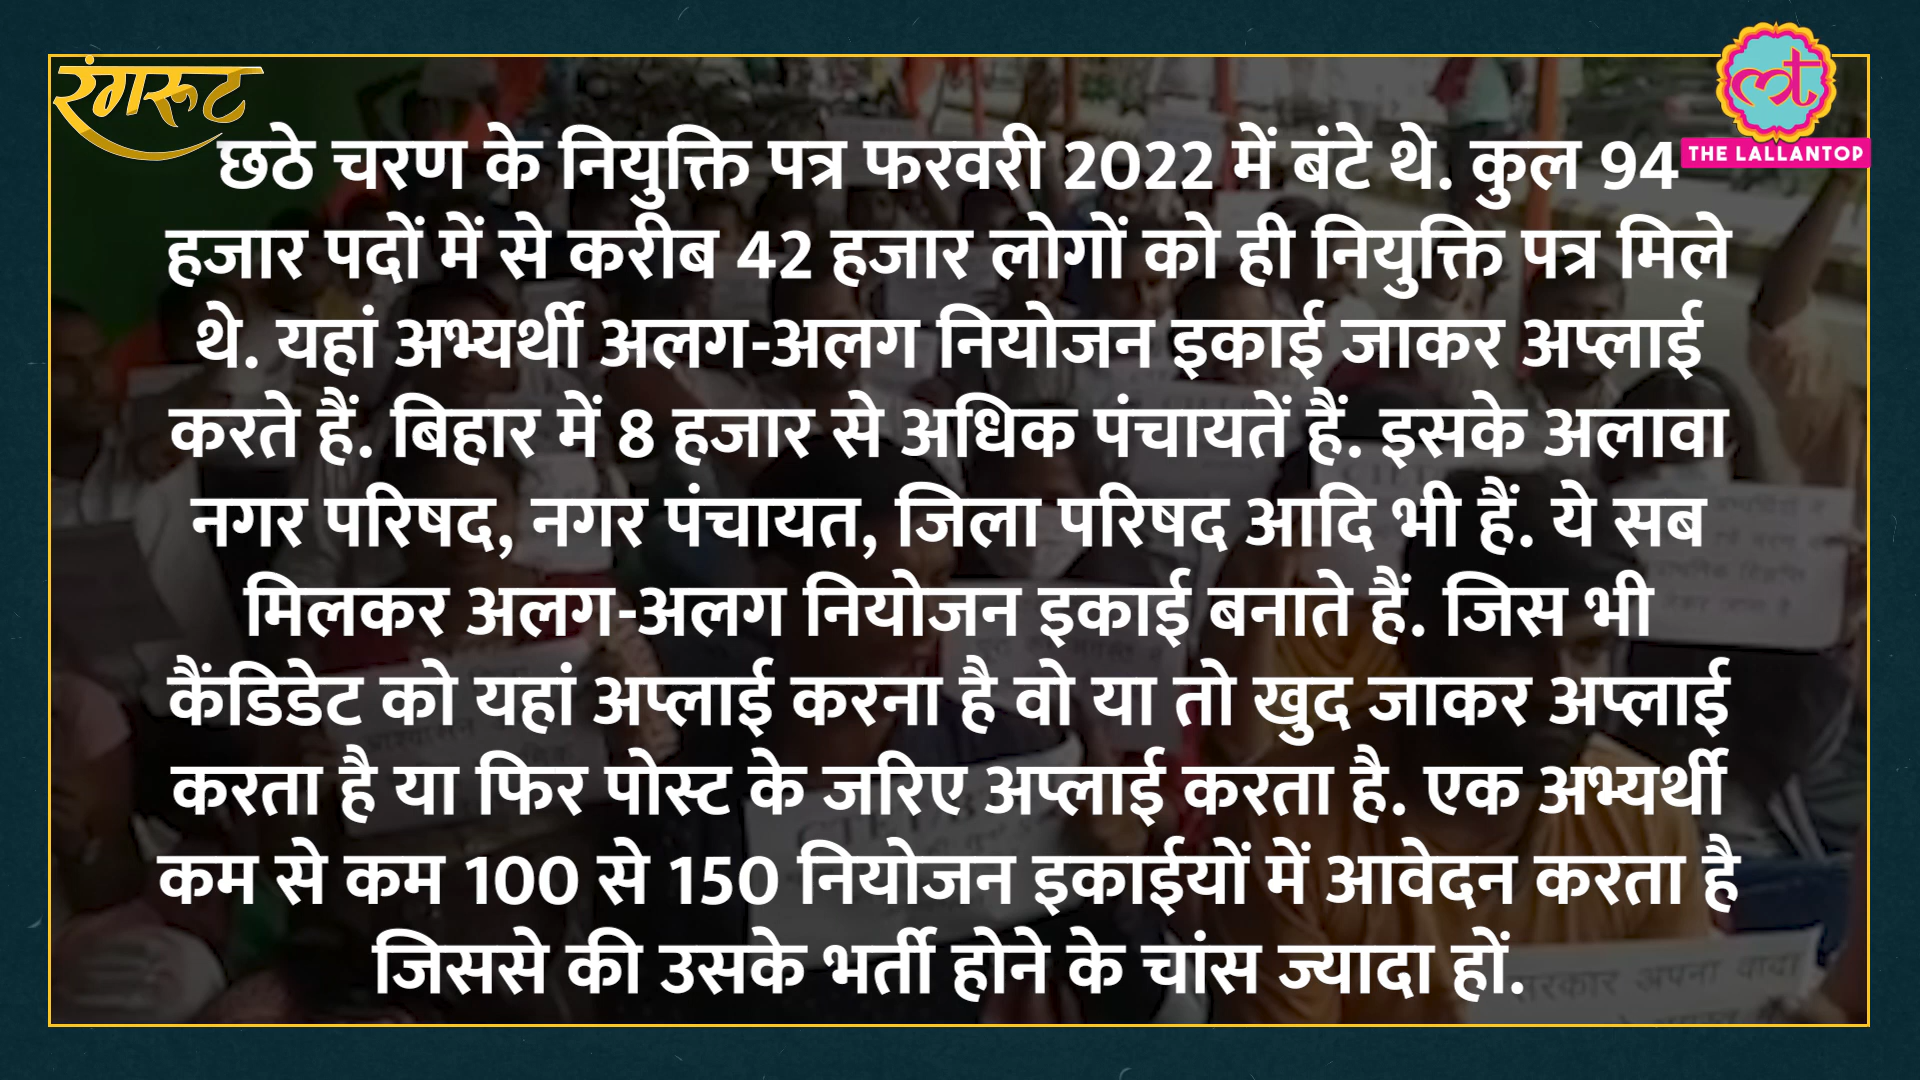 रंगरूट
THE LALLANTOP
छठे चरण के नियुक्ति पत्र फरवरी 2022 में बंटे थे. कुल 94
हजार पदों में से करीब 42 हजार लोगों को ही नियुक्ति पत्र मिले
थे. यहां अभ्यर्थी अलग-अलग नियोजन इकाई जाकर अप्लाई
करते हैं. बिहार में 8 हजार से अधिक पंचायतें हैं. इसके अलावा
नगर परिषद, नगर पंचायत, जिला परिषद आदि भी हैं. ये सब
मिलकर अलग-अलग नियोजन इकाई बनाते हैं. जिस भी
कैंडिडेट को यहां अप्लाई करना है वो या तो खुद जाकर अप्लाई
करता है या फिर पोस्ट के जरिए अप्लाई करता है. एक अभ्यर्थी
कम से कम 100 से 150 नियोजन इकाईयों में आवेदन करता है
जिससे की उसके भर्ती होने के चांस ज्यादा हों.
सरकार अपना वादा